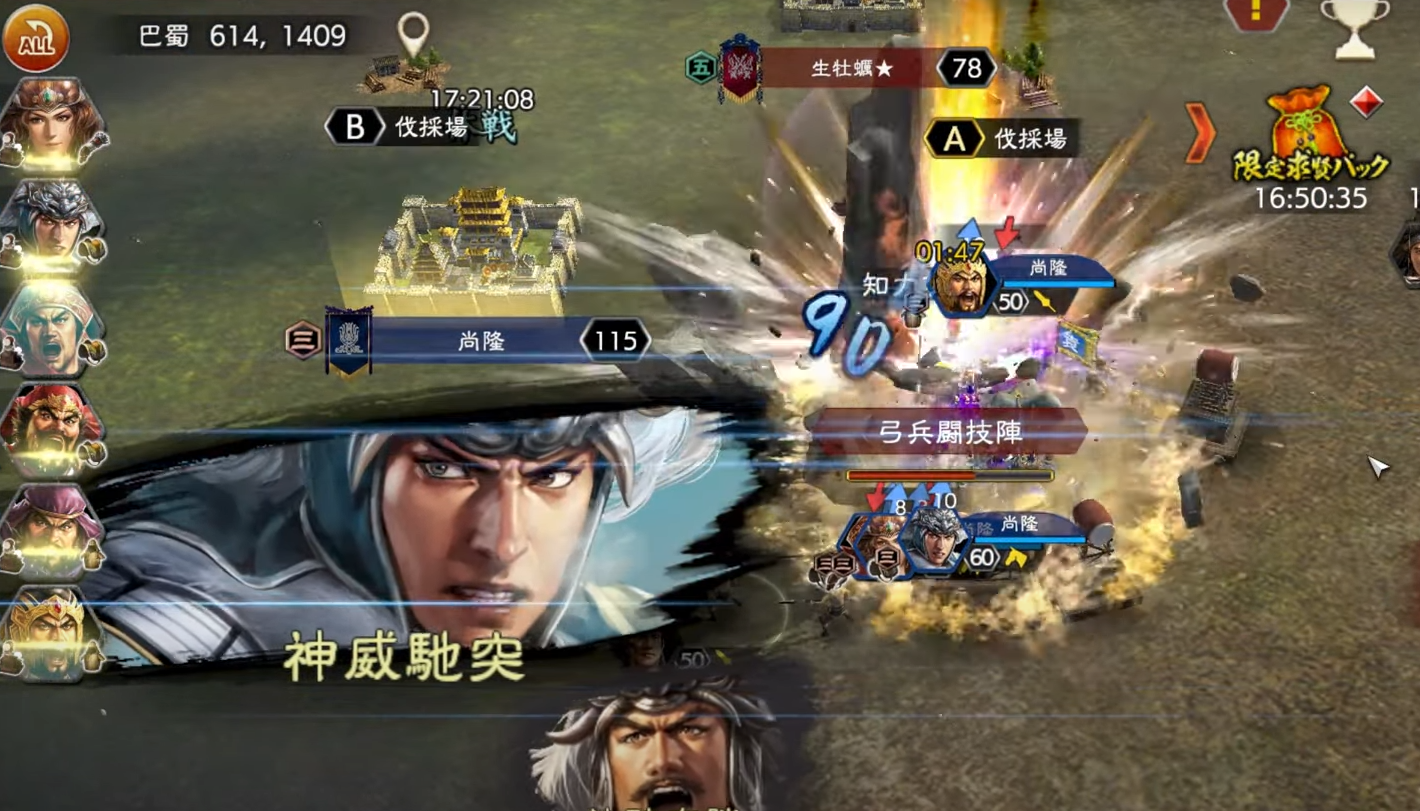 ALL
巴蜀 614, 1409
17:21:08
B 伐採場
戦
五
生牡蠣★ 78
A 伐採場
限定求賢パック
16:50:35
01:47
尚隆
50
知力
90
三
尚隆 115
弓兵闘技陣
8
10
尚隆
60
神威馳突
50